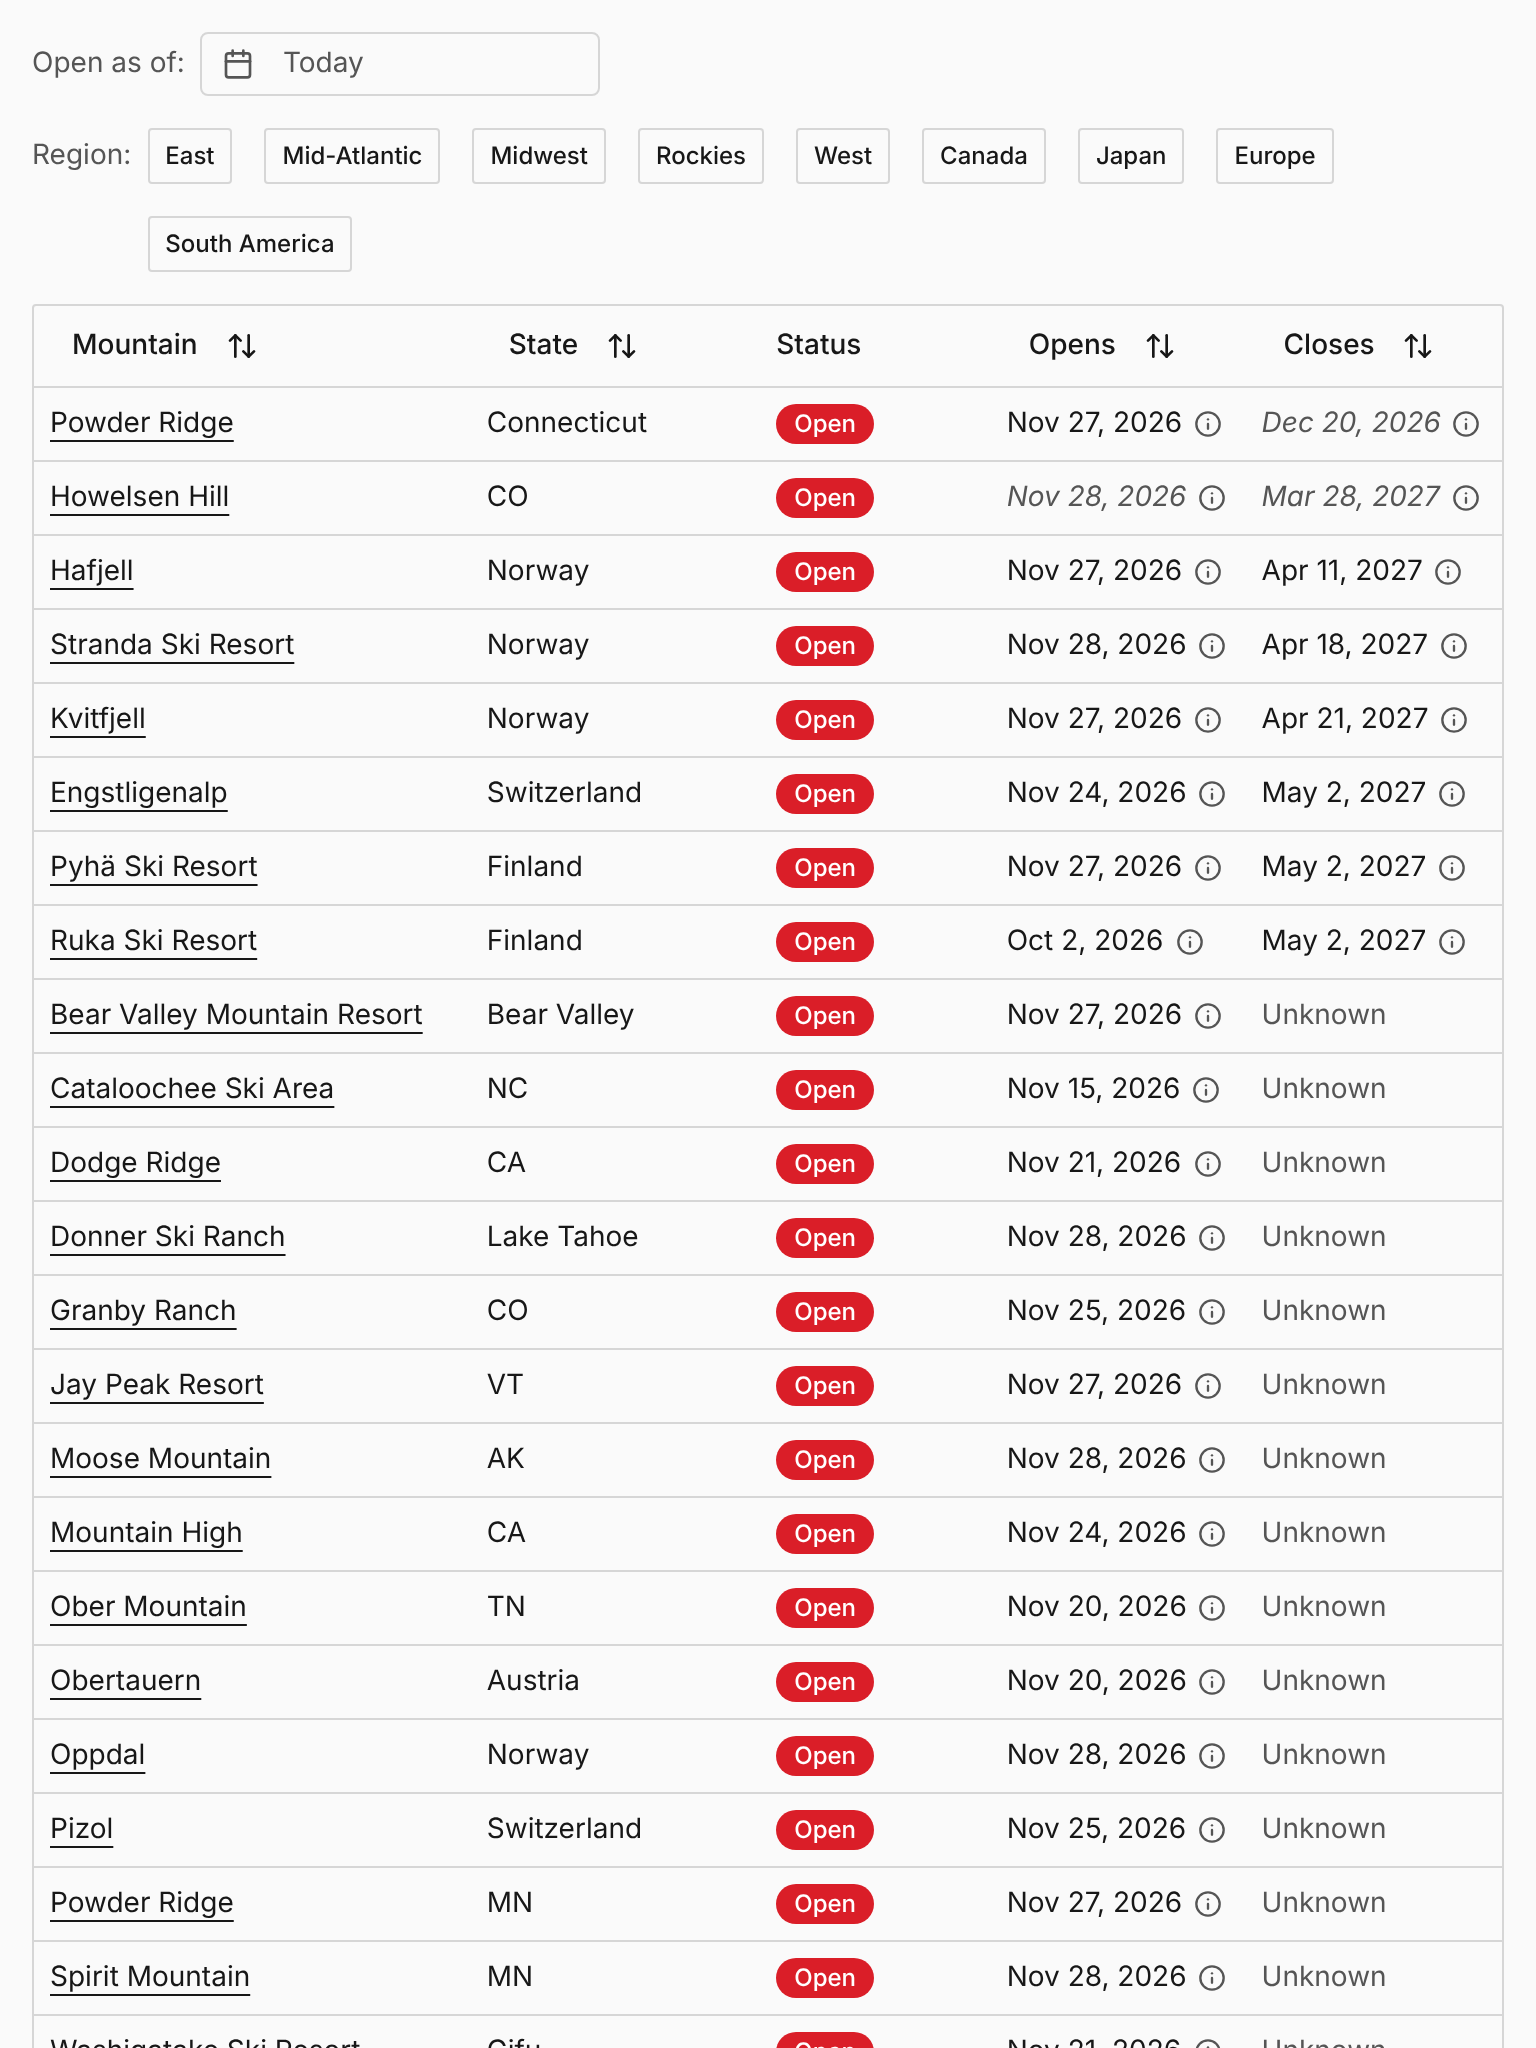 Open as of: Today
Region: East Mid-Atlantic Midwest Rockies West Canada Japan Europe
South America
Mountain State Status Opens Closes
Powder Ridge Connecticut Open Nov 27, 2026 Dec 20, 2026
Howelsen Hill CO Open Nov 28, 2026 Mar 28, 2027
Hafjell Norway Open Nov 27, 2026 Apr 11, 2027
Stranda Ski Resort Norway Open Nov 28, 2026 Apr 18, 2027
Kvitfjell Norway Open Nov 27, 2026 Apr 21, 2027
Engstligenalp Switzerland Open Nov 24, 2026 May 2, 2027
Pyhä Ski Resort Finland Open Nov 27, 2026 May 2, 2027
Ruka Ski Resort Finland Open Oct 2, 2026 May 2, 2027
Bear Valley Mountain Resort Bear Valley Open Nov 27, 2026 Unknown
Cataloochee Ski Area NC Open Nov 15, 2026 Unknown
Dodge Ridge CA Open Nov 21, 2026 Unknown
Donner Ski Ranch Lake Tahoe Open Nov 28, 2026 Unknown
Granby Ranch CO Open Nov 25, 2026 Unknown
Jay Peak Resort VT Open Nov 27, 2026 Unknown
Moose Mountain AK Open Nov 28, 2026 Unknown
Mountain High CA Open Nov 24, 2026 Unknown
Ober Mountain TN Open Nov 20, 2026 Unknown
Obertauern Austria Open Nov 20, 2026 Unknown
Oppdal Norway Open Nov 28, 2026 Unknown
Pizol Switzerland Open Nov 25, 2026 Unknown
Powder Ridge MN Open Nov 27, 2026 Unknown
Spirit Mountain MN Open Nov 28, 2026 Unknown
Washigatake Ski Resort Gifu Open Nov 21, 2026 Unknown